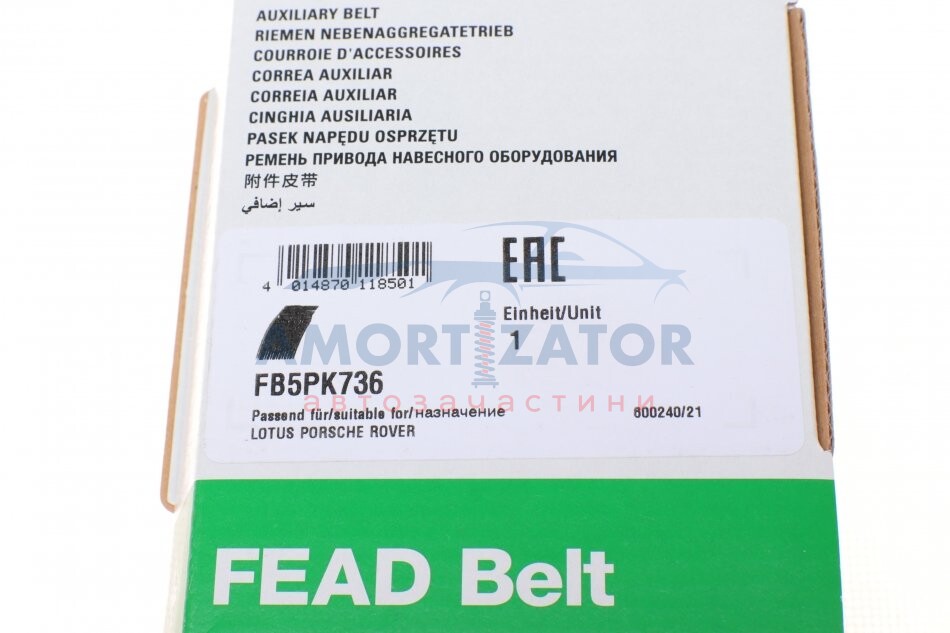 AUXILIARY BELT
RIEMEN NEBENAGGREGATETRIEB
COURROIE D'ACCESSOIRES
CORREA AUXILIAR
CORREIA AUXILIAR
CINGHIA AUSILIARIA
PASEK NAPĘDU OSPRZĘTU
РЕМЕНЬ ПРИВОДА НАВЕСНОГО ОБОРУДОВАНИЯ
附件皮带
سير إضافي
EAC
4 014870 118501
Einheit/Unit
1
AMORTIZATOR
FB5PK736
автозапчастини
Passend für/suitable for/назначение 600240/21
LOTUS PORSCHE ROVER
FEAD Belt